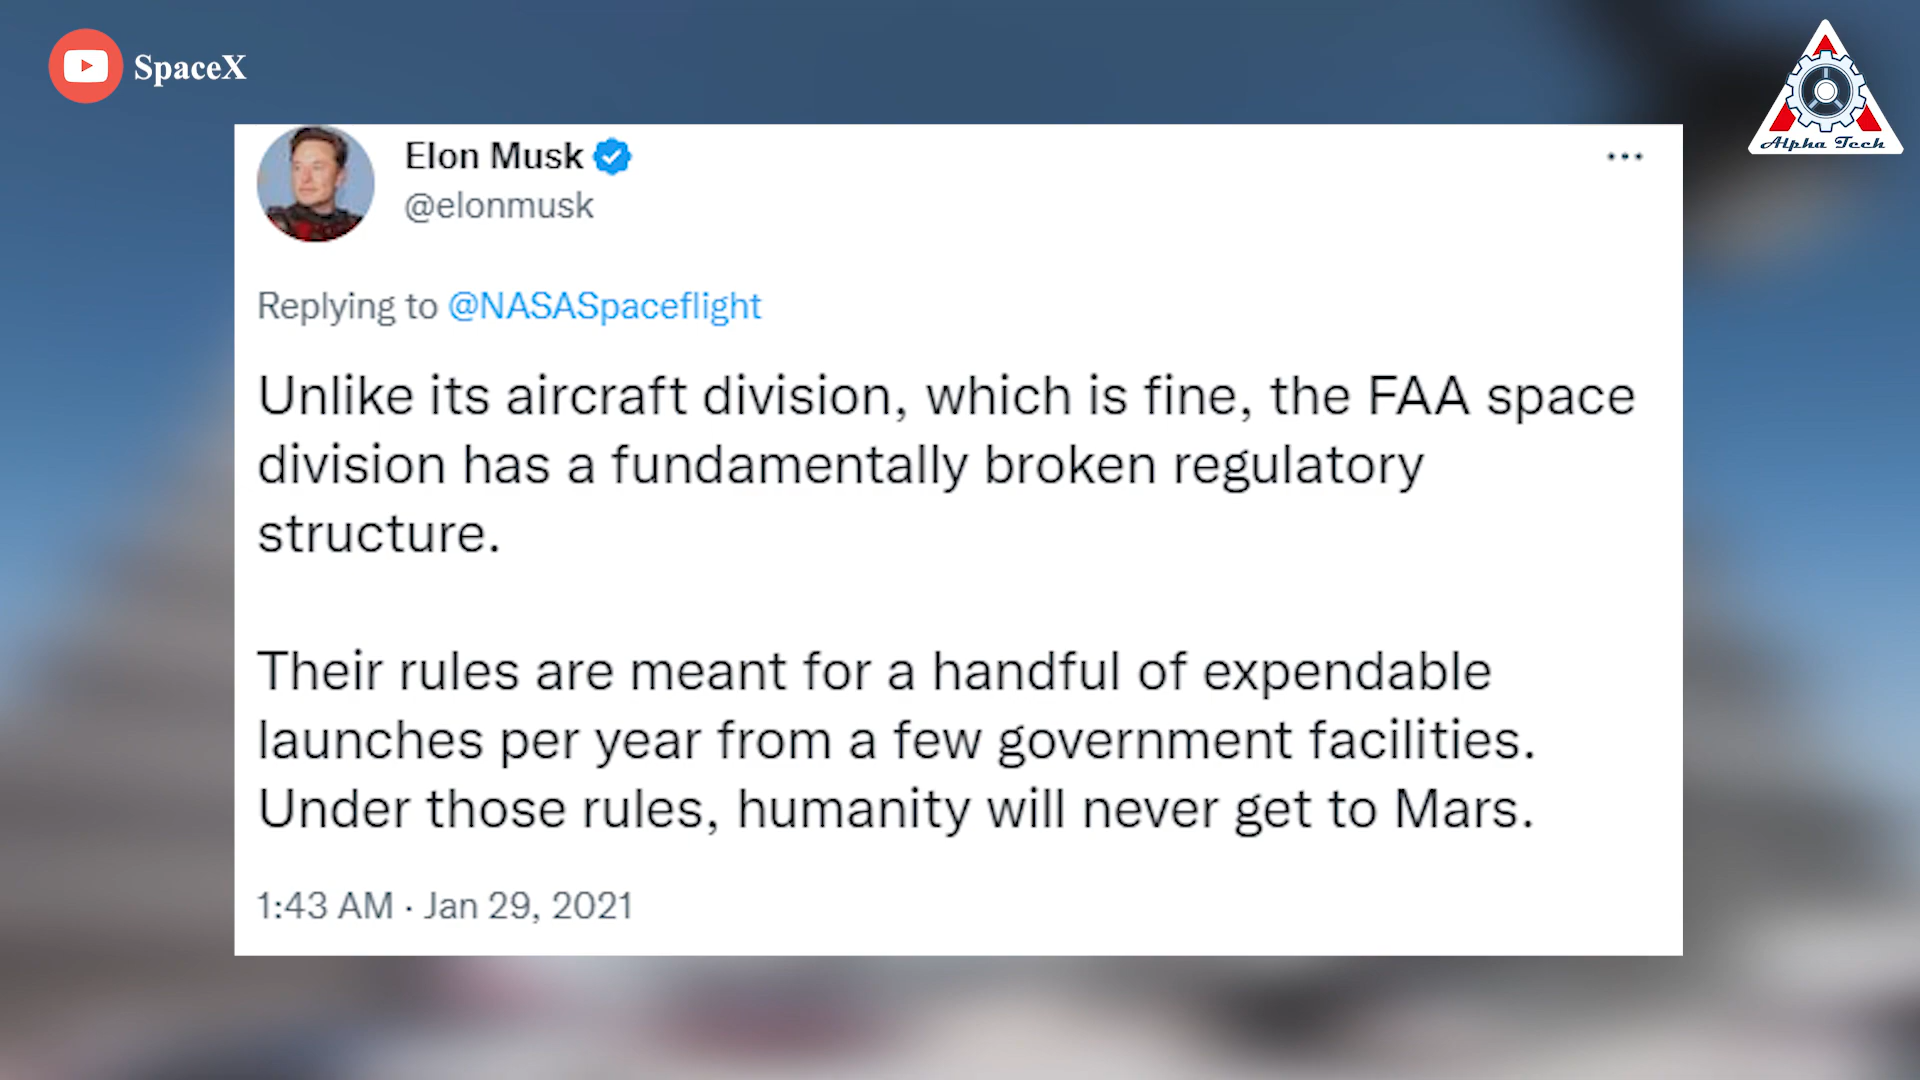 SpaceX
Alpha Tech
Elon Musk
@elonmusk
Replying to @NASASpaceflight
Unlike its aircraft division, which is fine, the FAA space
division has a fundamentally broken regulatory
structure.
Their rules are meant for a handful of expendable
launches per year from a few government facilities.
Under those rules, humanity will never get to Mars.
1:43 AM · Jan 29, 2021